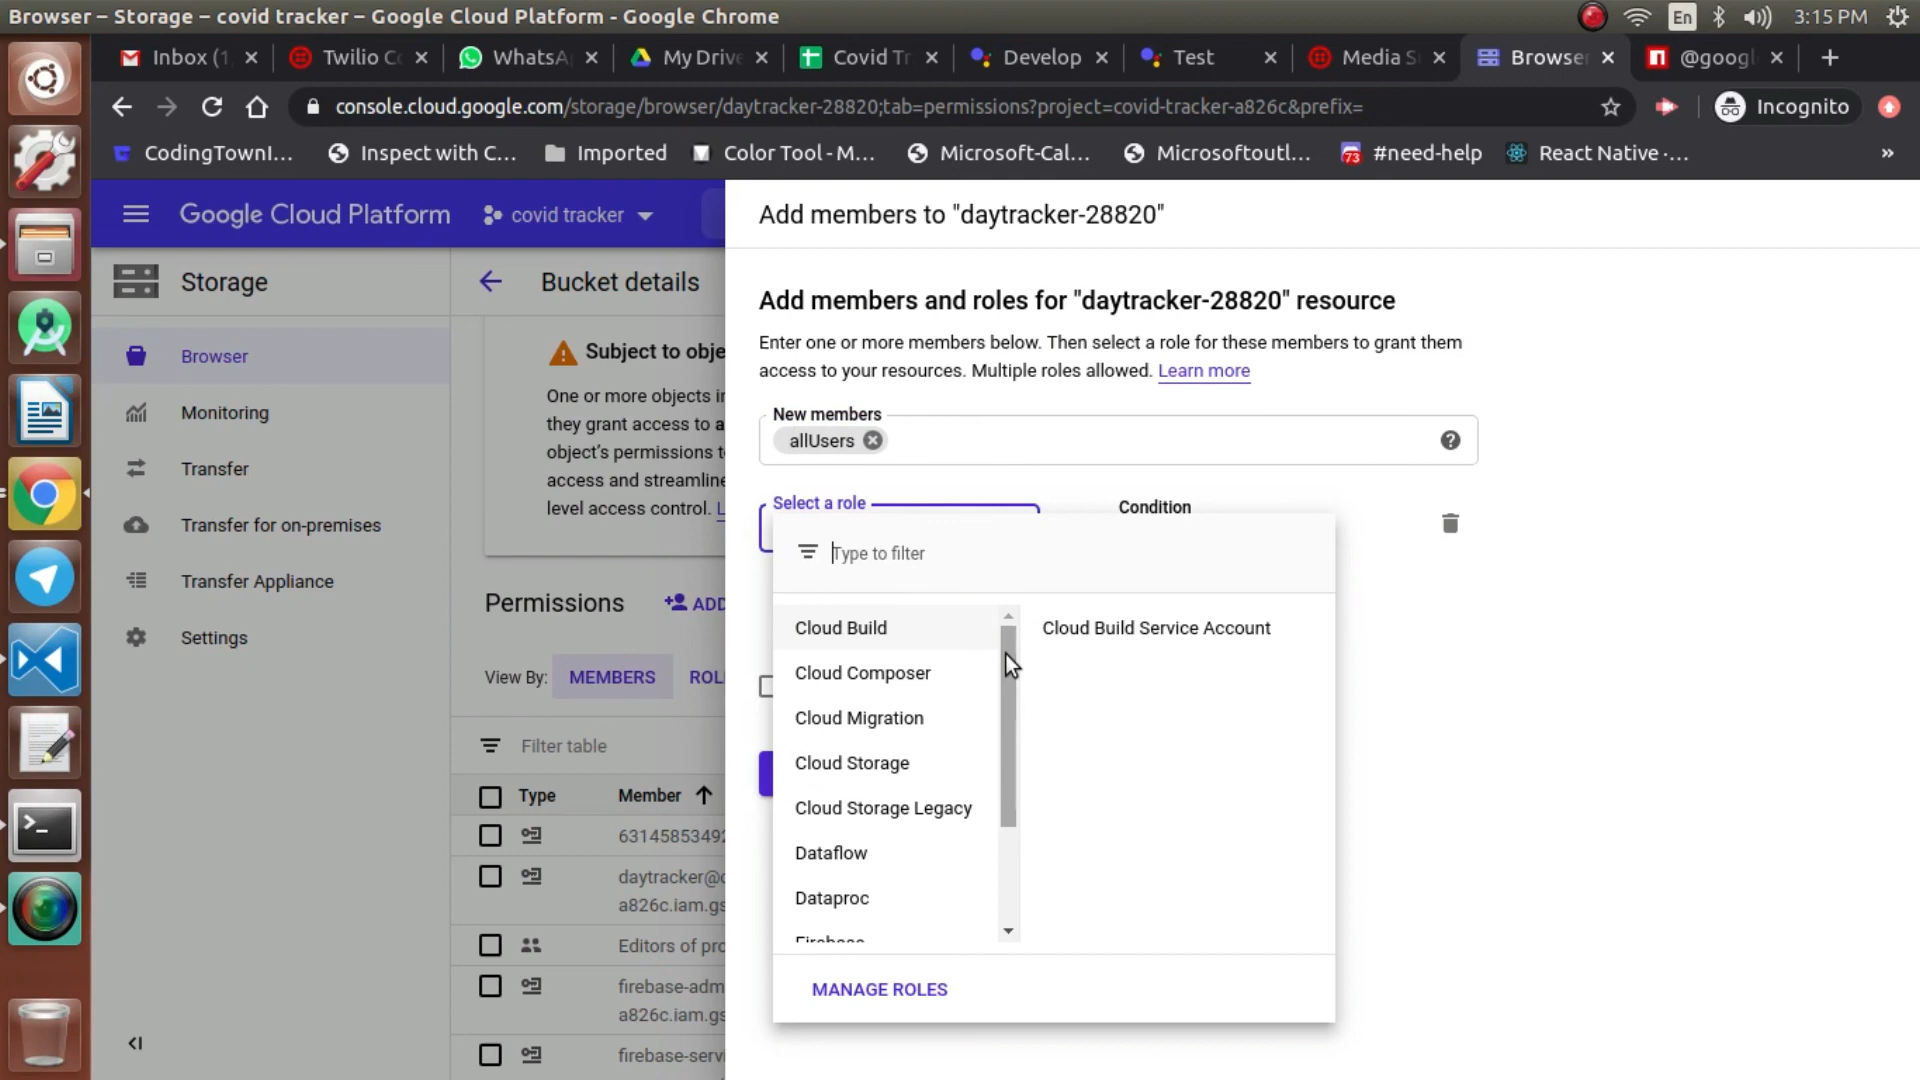 Browser – Storage – covid tracker – Google Cloud Platform - Google Chrome
En
3:15 PM
Inbox (1
Twilio Co
WhatsA
My Drive
Covid Tr
Develop
Test
Media S
Browser
@googl
console.cloud.google.com/storage/browser/daytracker-28820;tab=permissions?project=covid-tracker-a826c&prefix=
Incognito
CodingTownI...
Inspect with C...
Imported
Color Tool - M...
Microsoft-Cal...
Microsoftoutl...
73
#need-help
React Native ·...
»
Google Cloud Platform
covid tracker
Add members to "daytracker-28820"
Storage
Browser
Monitoring
Transfer
Transfer for on-premises
Transfer Appliance
Settings
Bucket details
Subject to obje
One or more objects in
they grant access to a
object's permissions t
access and streamline
level access control. L
Permissions
ADD
View By:
MEMBERS
ROL
Filter table
Type
Member
63145853492
daytracker@c
a826c.iam.gs
Editors of pro
firebase-adm
a826c.iam.gs
firebase-servi
Add members and roles for "daytracker-28820" resource
Enter one or more members below. Then select a role for these members to grant them
access to your resources. Multiple roles allowed. Learn more
New members
allUsers
Select a role
Condition
Type to filter
Cloud Build
Cloud Composer
Cloud Migration
Cloud Storage
Cloud Storage Legacy
Dataflow
Dataproc
Firebase
Cloud Build Service Account
MANAGE ROLES